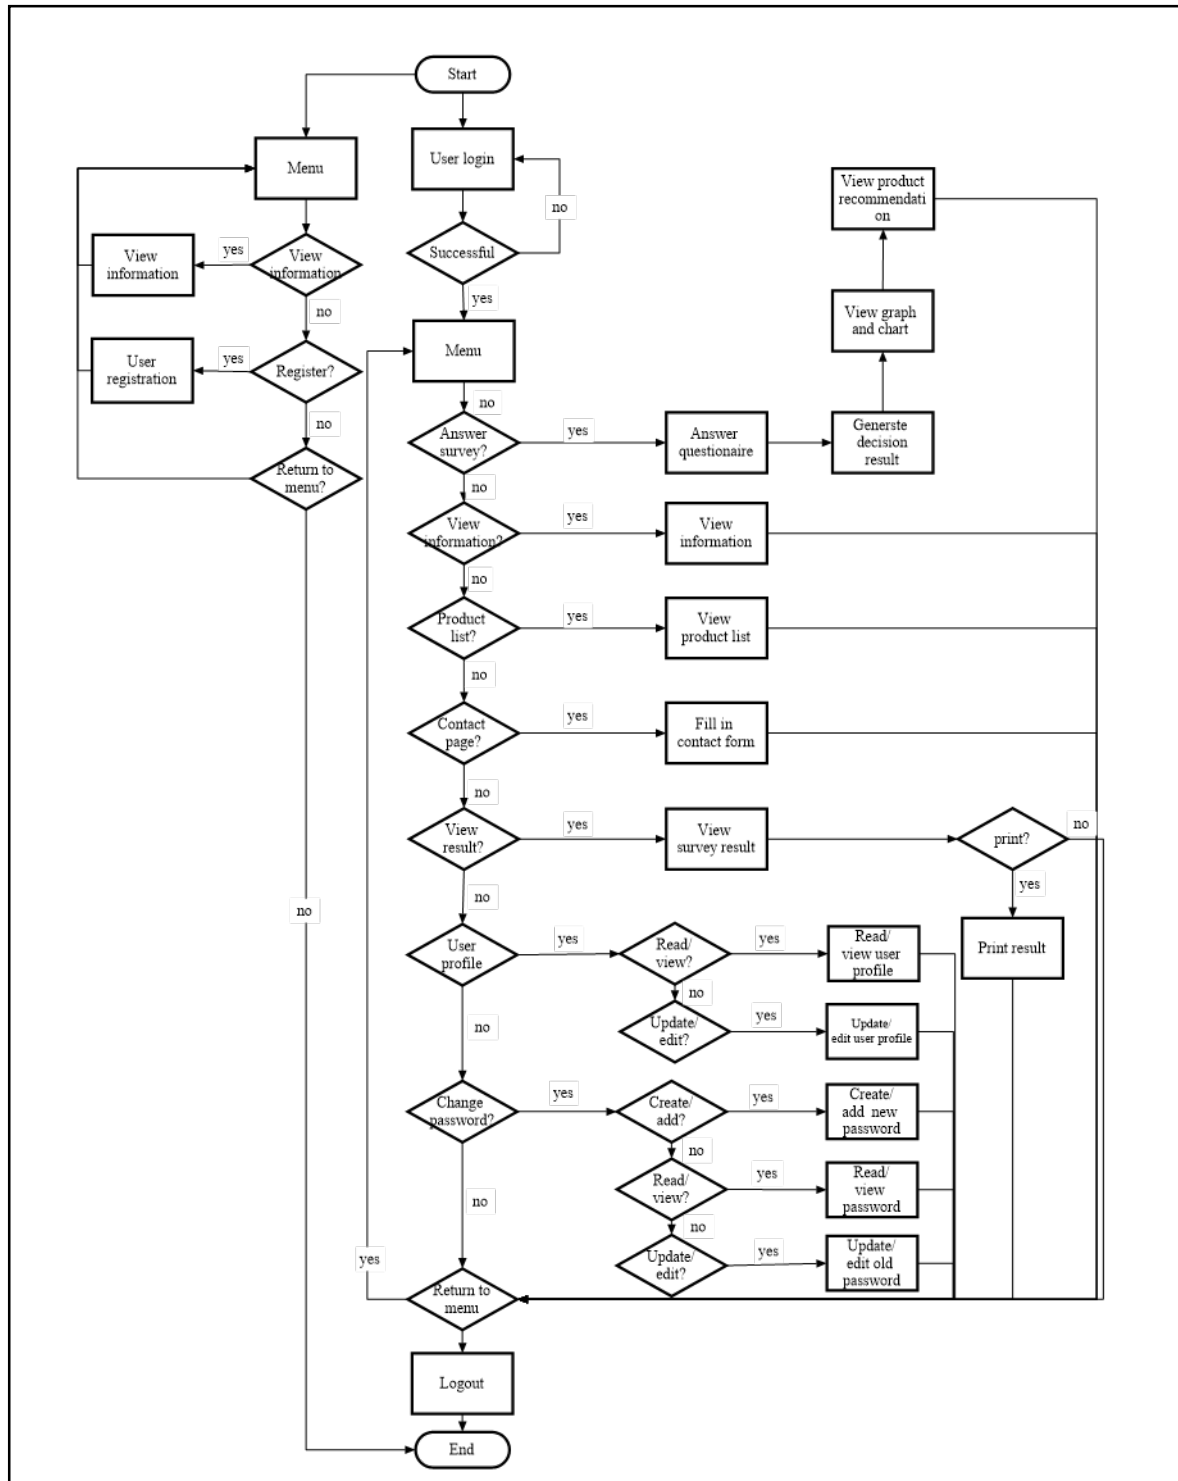 Start
Menu
User login
no
View product
recommendati
on
Successful
yes
View
information
View
information
yes
no
View graph
and chart
Menu
yes
User
registration
Register?
no
no
Answer
survey?
yes
Answer
questionaire
Generste
decision
result
Return to
menu?
no
View
information?
yes
View
information
no
Product
list?
yes
View
product list
no
Contact
page?
yes
Fill in
contact form
no
View
result?
yes
View
survey result
print?
no
yes
no
no
User
profile
yes
Read/
view?
yes
Read/
view user
profile
Print result
no
no
Update/
edit?
yes
Update/
edit user profile
Change
password?
yes
Create/
add?
yes
Create/
add new
password
no
no
Read/
view?
yes
Read/
view
password
no
yes
Update/
edit?
yes
Update/
edit old
password
Return to
menu
Logout
End